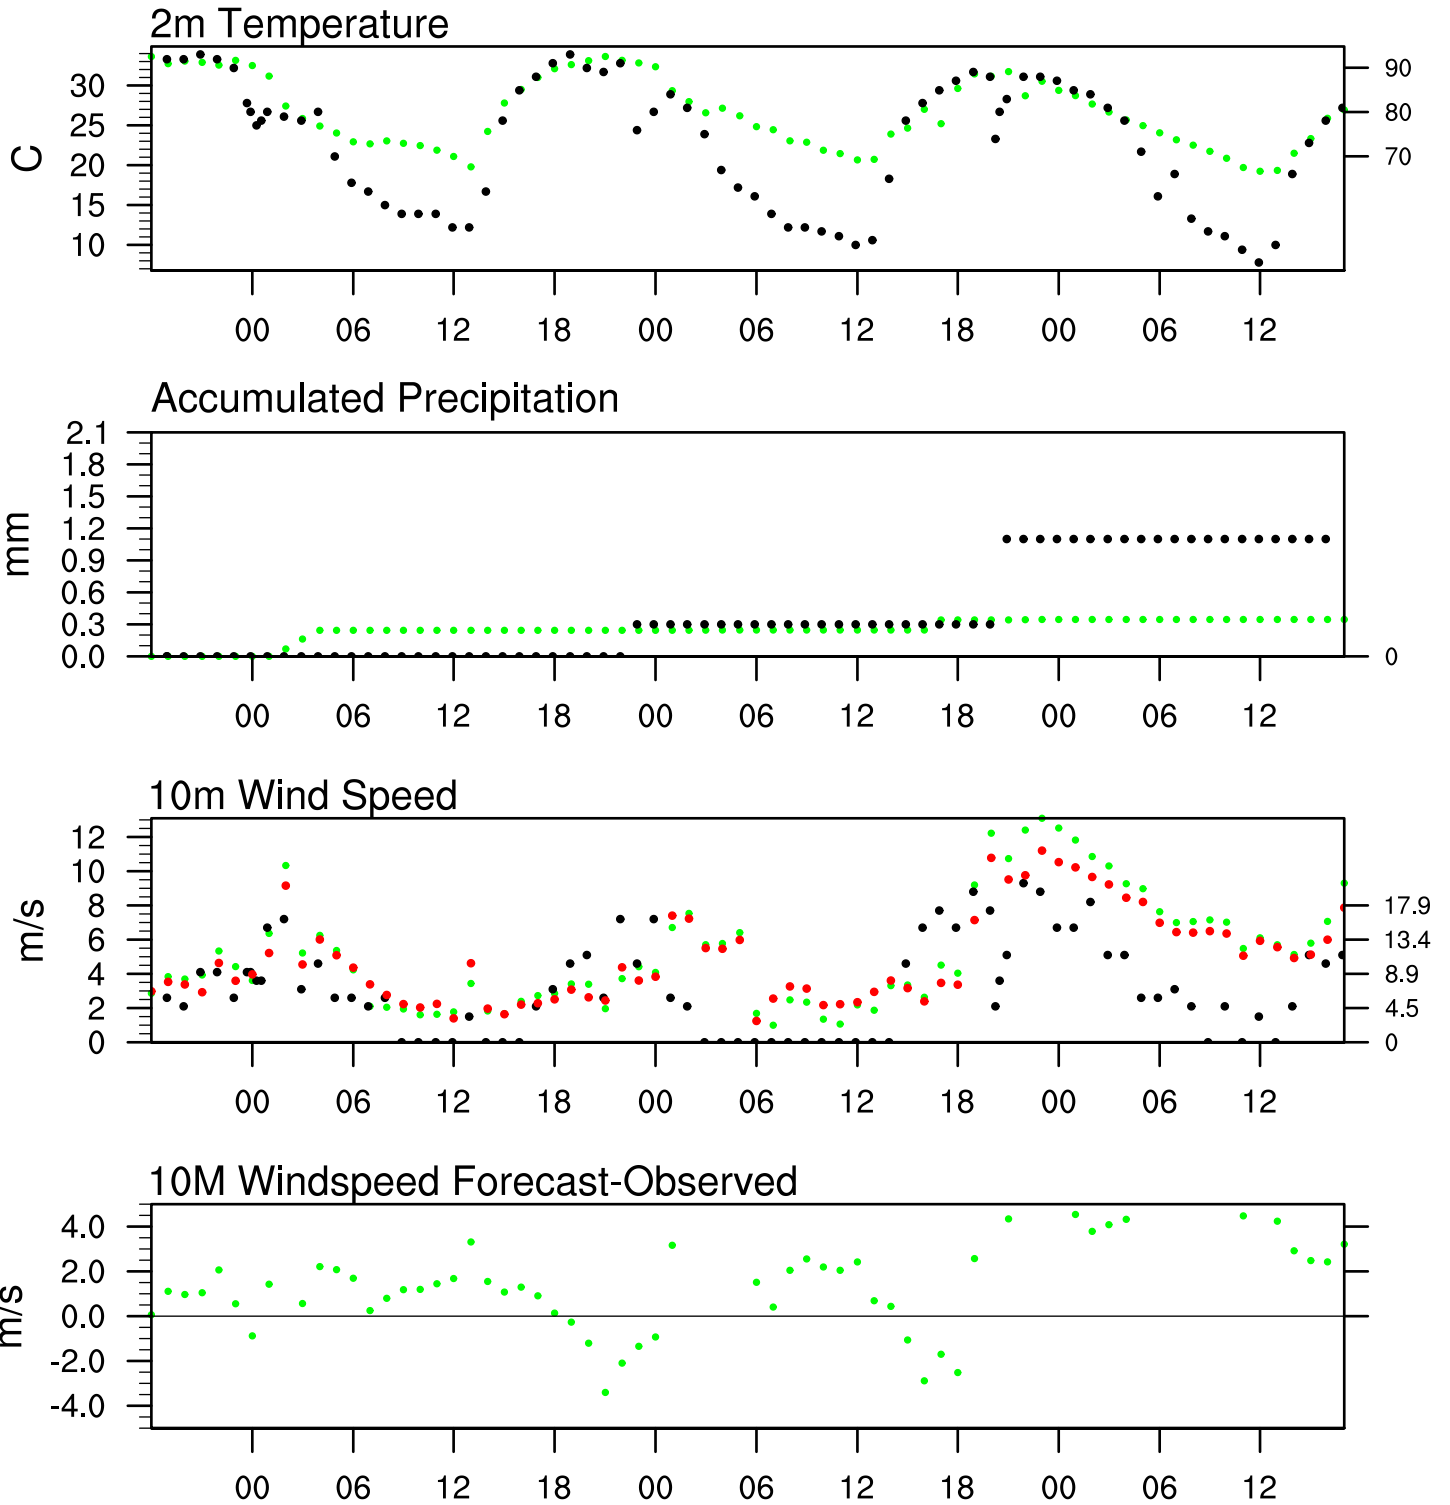 2m Temperature
30
25
20
15
10
C
90
80
70
00 06 12 18 00 06 12 18 00 06 12
Accumulated Precipitation
2.1
1.8
1.5
1.2
0.9
0.6
0.3
0.0
mm
0
00 06 12 18 00 06 12 18 00 06 12
10m Wind Speed
12
10
8
6
4
2
0
m/s
17.9
13.4
8.9
4.5
0
00 06 12 18 00 06 12 18 00 06 12
10M Windspeed Forecast-Observed
4.0
2.0
0.0
-2.0
-4.0
m/s
00 06 12 18 00 06 12 18 00 06 12